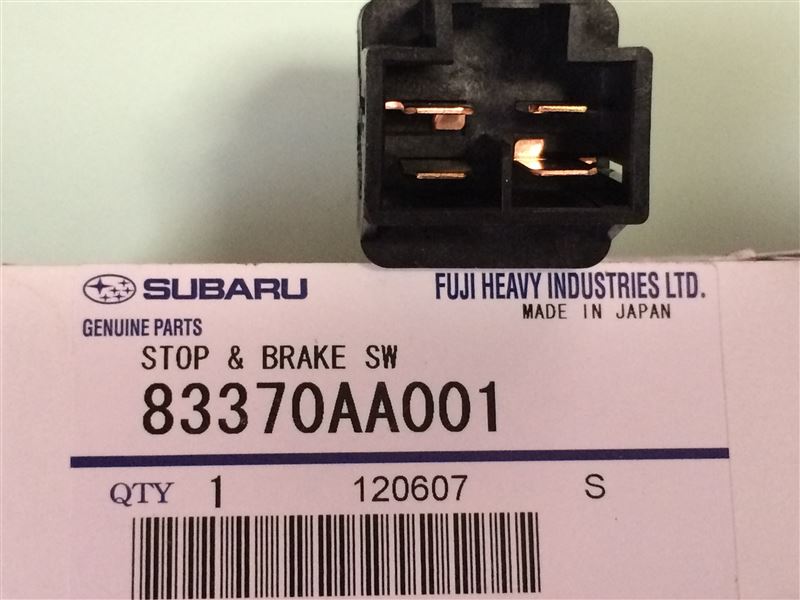 SUBARU FUJI HEAVY INDUSTRIES LTD.
GENUINE PARTS MADE IN JAPAN
STOP & BRAKE SW
83370AA001
QTY 1 120607 S